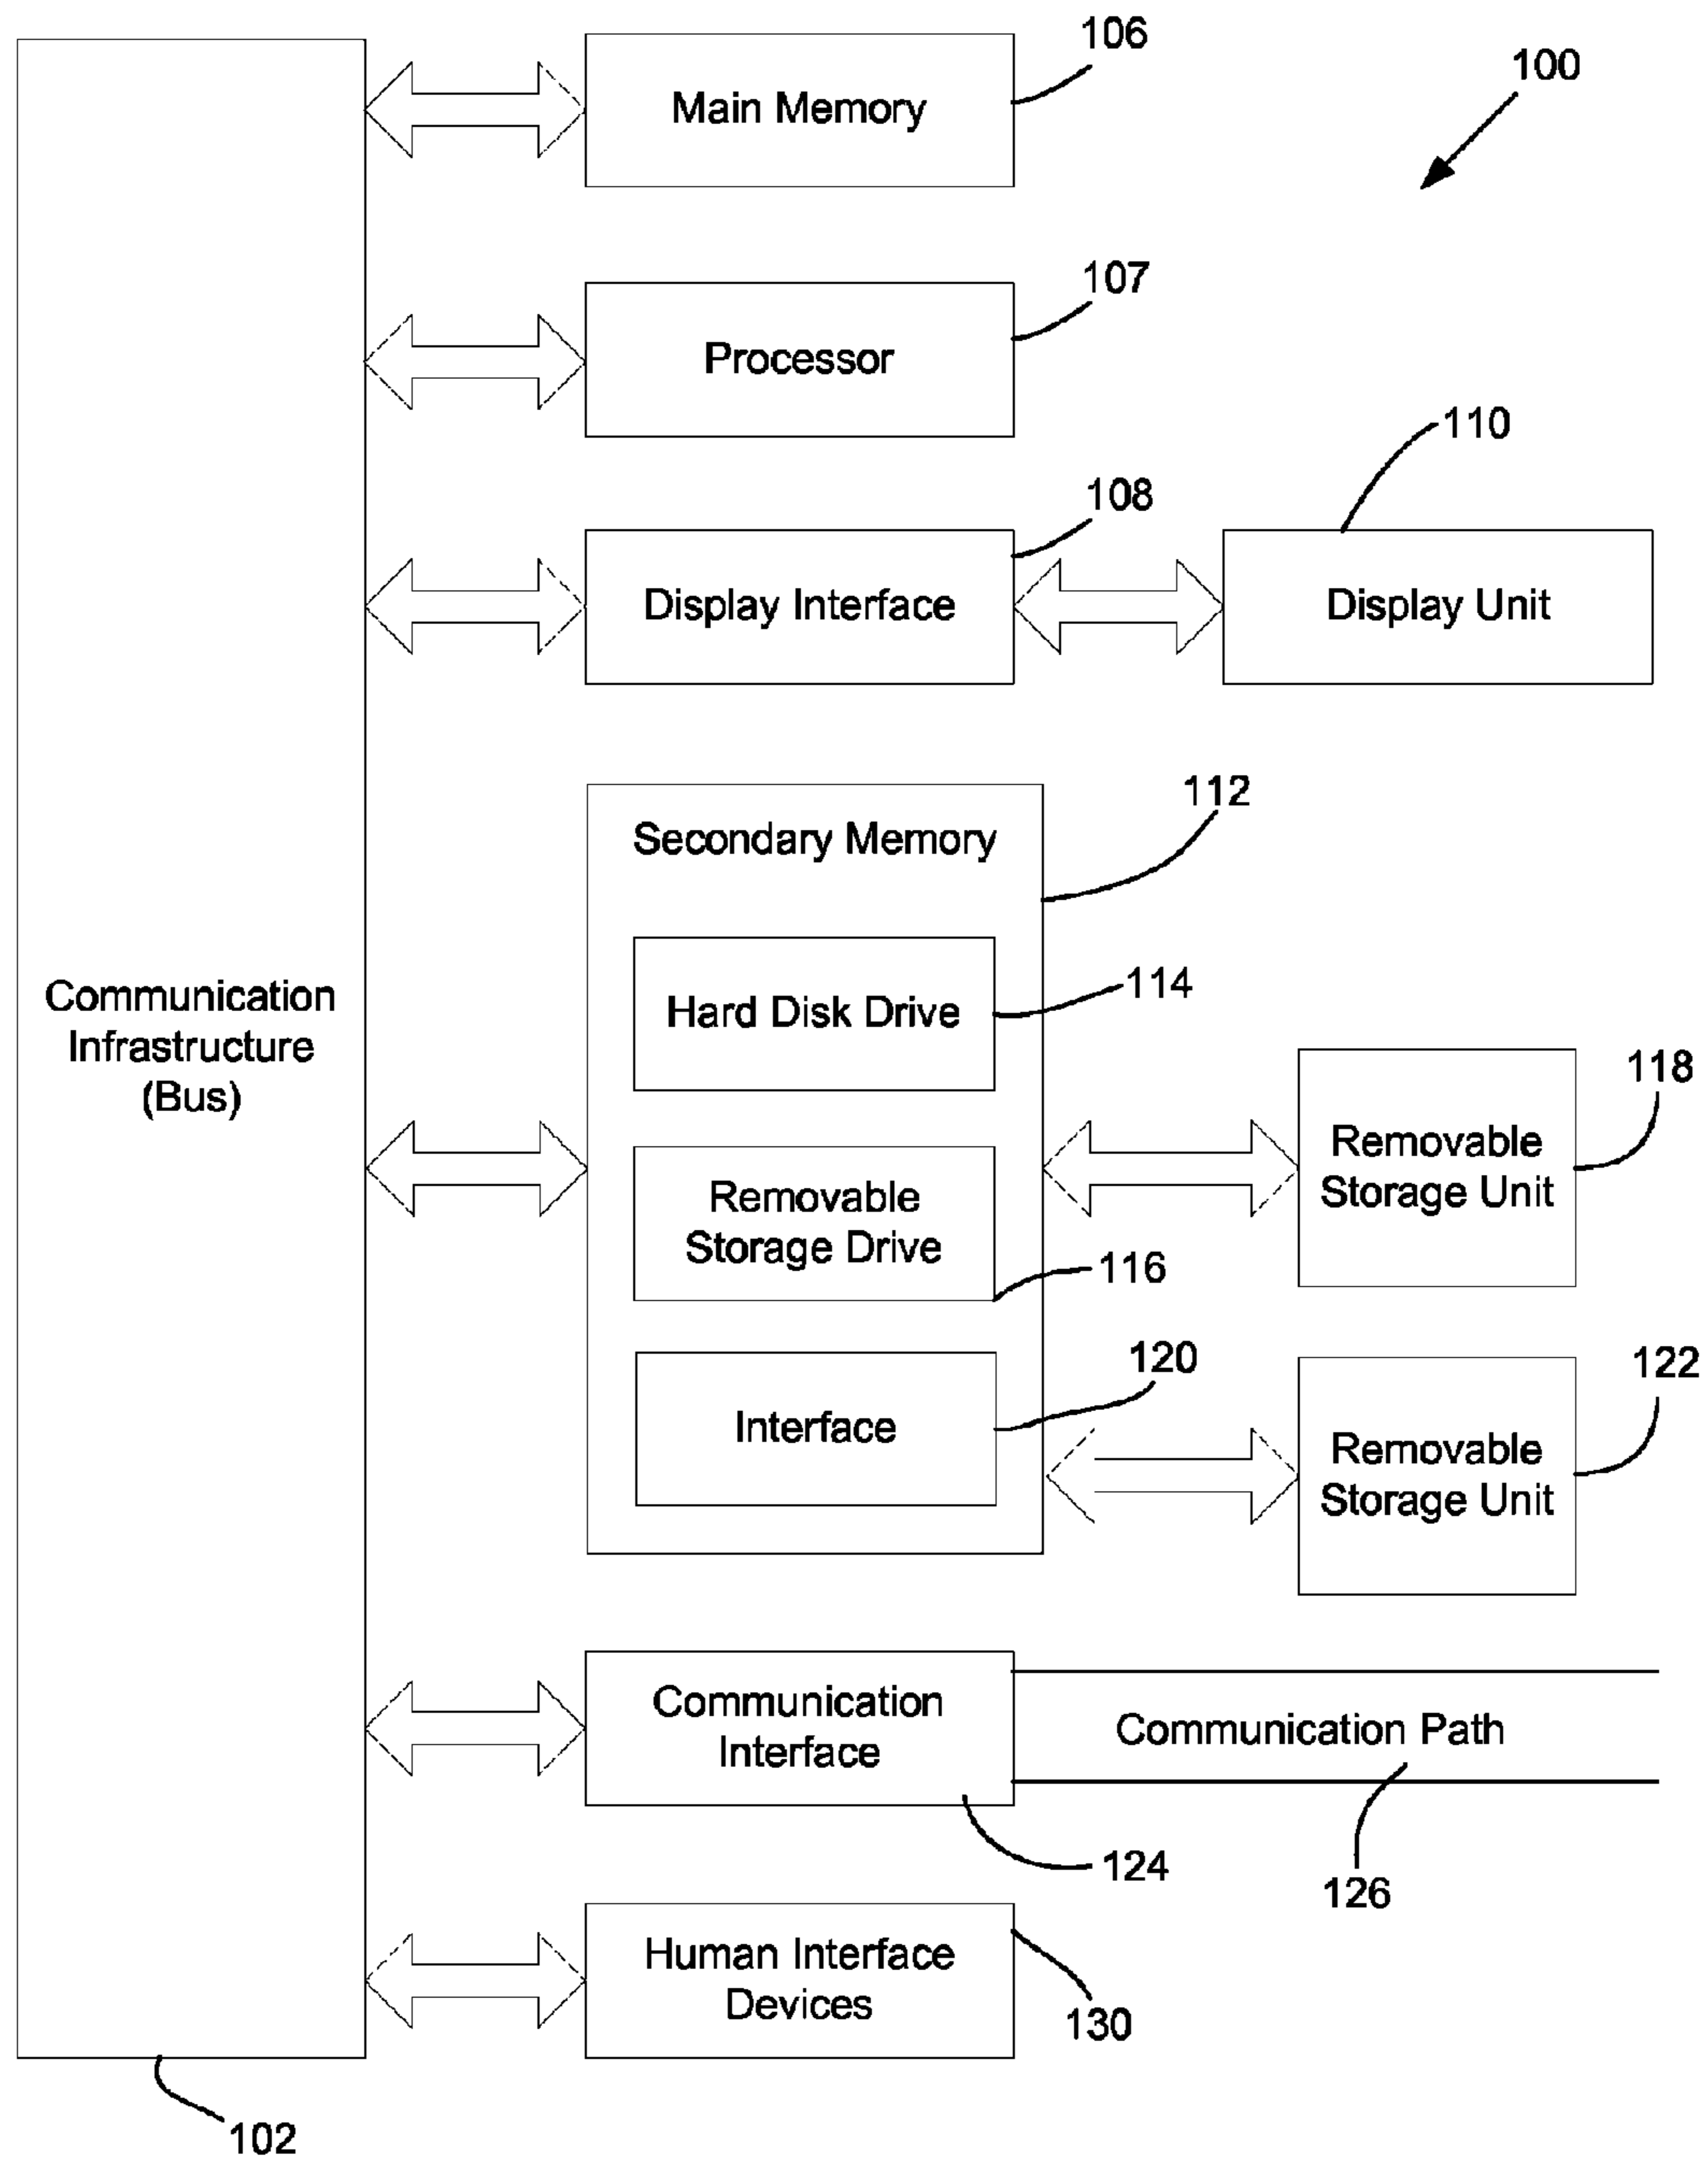 106
100
Main Memory
107
Processor
110
108
Display Interface
Display Unit
112
Secondary Memory
114
Hard Disk Drive
Communication
Infrastructure
(Bus)
118
Removable
Storage Unit
Removable
Storage Drive
116
120
122
Interface
Removable
Storage Unit
Communication
Interface
Communication Path
124
126
Human Interface
Devices
130
102